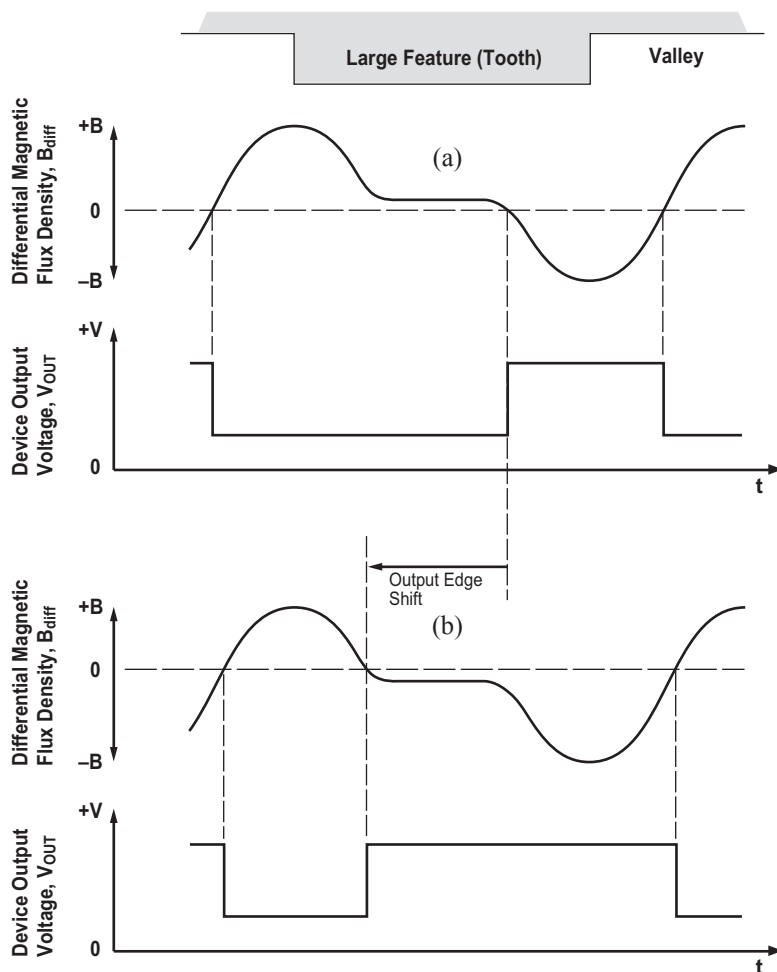 Large Feature (Tooth)
Valley
Differential Magnetic
Flux Density, Bdiff
+B
0
–B
(a)
Device Output
Voltage, VOUT
+V
0
t
Output Edge
Shift
Differential Magnetic
Flux Density, Bdiff
+B
0
–B
(b)
Device Output
Voltage, VOUT
+V
0
t